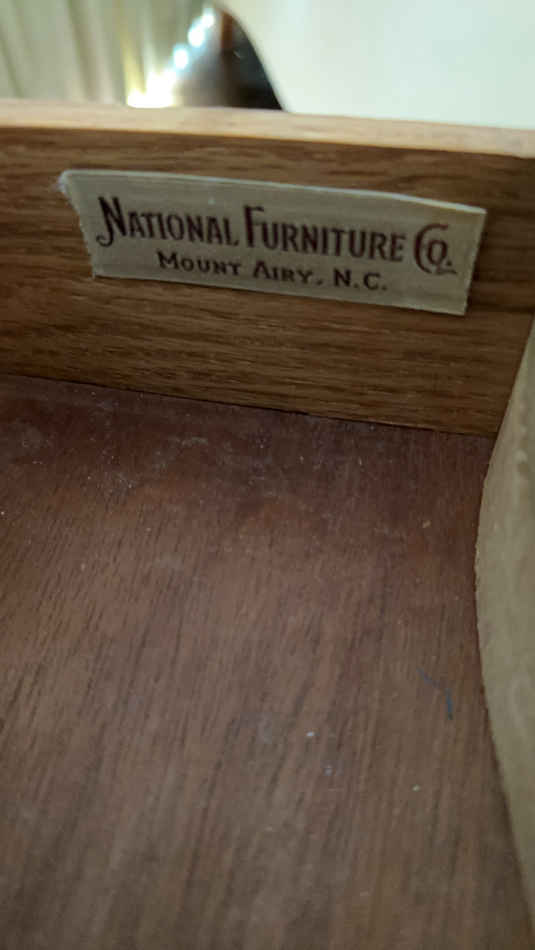 NATIONAL FURNITURE CO.
MOUNT AIRY, N.C.